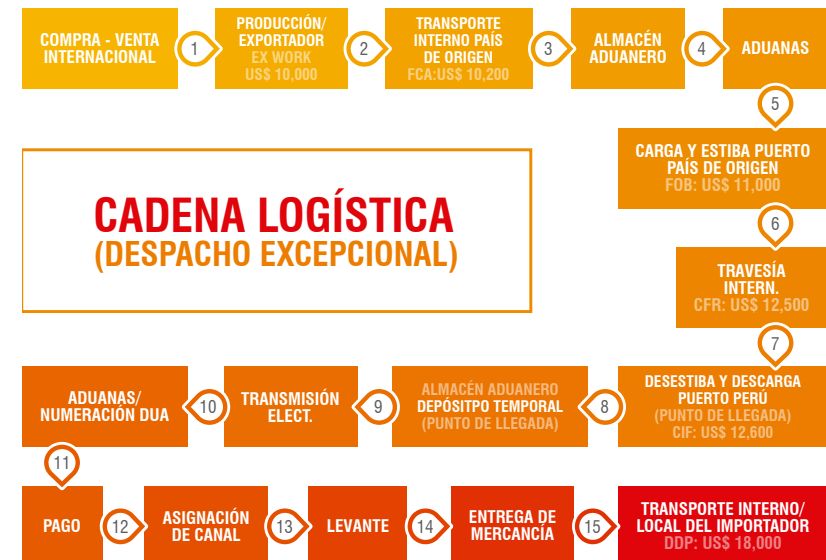 COMPRA - VENTA
INTERNACIONAL
1
PRODUCCIÓN/
EXPORTADOR
EX WORK
US$ 10,000
2
TRANSPORTE
INTERNO PAÍS
DE ORIGEN
FCA:US$ 10,200
3
ALMACÉN
ADUANERO
4
ADUANAS
5
CARGA Y ESTIBA PUERTO
PAÍS DE ORIGEN
FOB: US$ 11,000
6
TRAVESÍA
INTERN.
CFR: US$ 12,500
7
CADENA LOGÍSTICA
(DESPACHO EXCEPCIONAL)
DESESTIBA Y DESCARGA
PUERTO PERÚ
(PUNTO DE LLEGADA)
CIF: US$ 12,600
8
ALMACÉN ADUANERO
DEPÓSITPO TEMPORAL
(PUNTO DE LLEGADA)
9
TRANSMISIÓN
ELECT.
10
ADUANAS/
NUMERACIÓN DUA
11
PAGO
12
ASIGNACIÓN
DE CANAL
13
LEVANTE
14
ENTREGA DE
MERCANCÍA
15
TRANSPORTE INTERNO/
LOCAL DEL IMPORTADOR
DDP: US$ 18,000